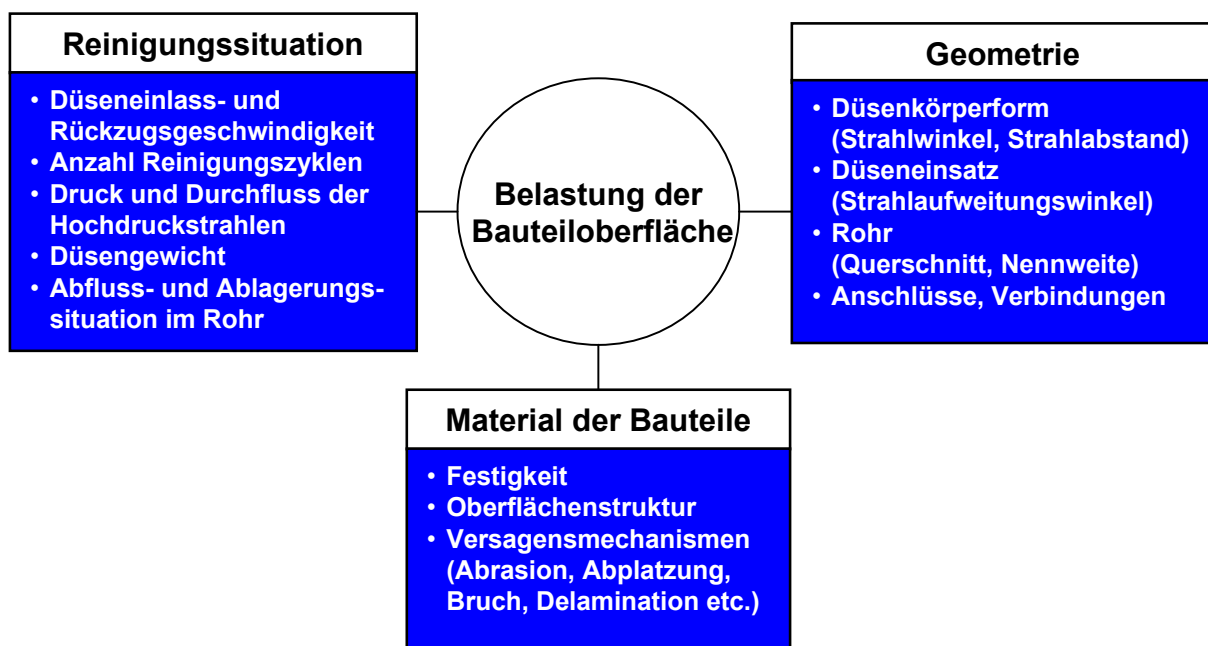 Reinigungssituation
• Düseneinlass- und
Rückzugsgeschwindigkeit
• Anzahl Reinigungszyklen
• Druck und Durchfluss der
Hochdruckstrahlen
• Düsengewicht
• Abfluss- und Ablagerungs-
situation im Rohr
Belastung der
Bauteiloberfläche
Geometrie
• Düsenkörperform
(Strahlwinkel, Strahlabstand)
• Düseneinsatz
(Strahlaufweitungswinkel)
• Rohr
(Querschnitt, Nennweite)
• Anschlüsse, Verbindungen
Material der Bauteile
• Festigkeit
• Oberflächenstruktur
• Versagensmechanismen
(Abrasion, Abplatzung,
Bruch, Delamination etc.)